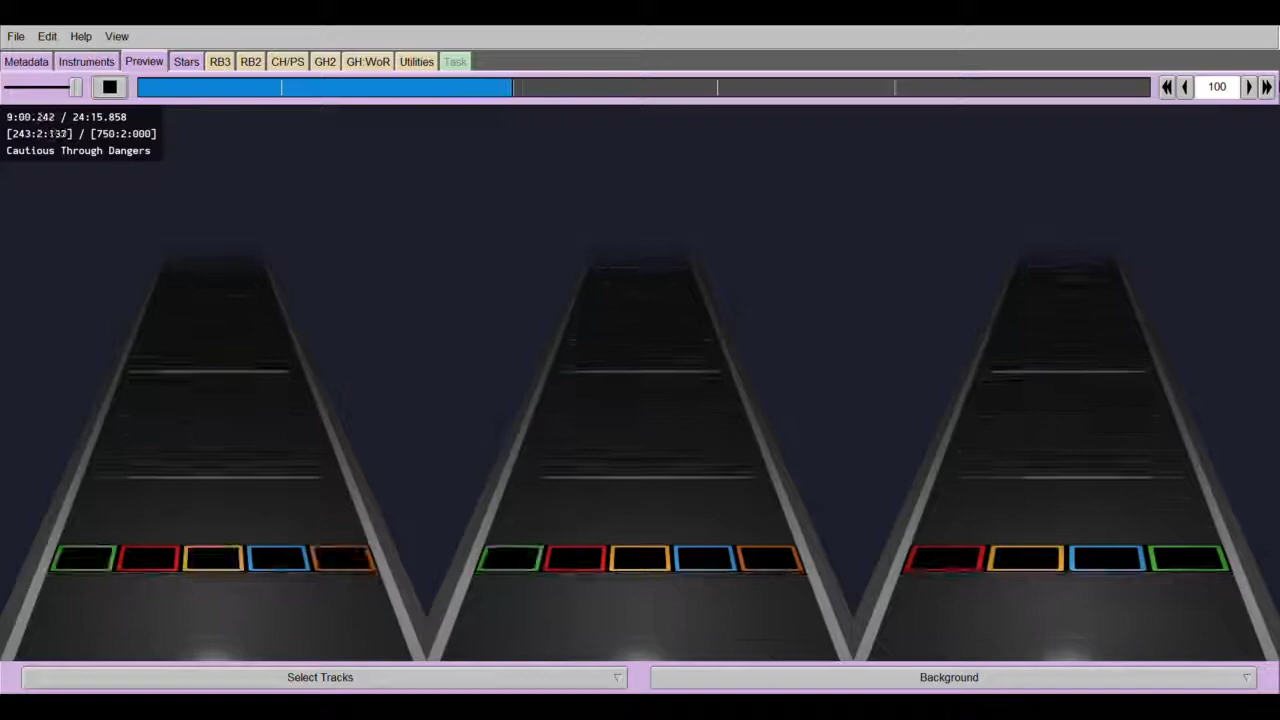 File Edit Help View
Metadata Instruments Preview Stars RB3 RB2 CH/PS GH2 GH:WoR Utilities Task
100
9:00.242 / 24:15.858
[243:2:137] / [750:2:000]
Cautious Through Dangers
Select Tracks Background